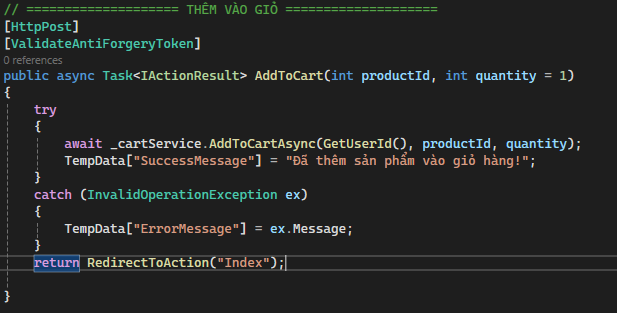 // ==================== THÊM VÀO GIỎ ====================
[HttpPost]
[ValidateAntiForgeryToken]
0 references
public async Task<IActionResult> AddToCart(int productId, int quantity = 1)
{
try
{
await _cartService.AddToCartAsync(GetUserId(), productId, quantity);
TempData["SuccessMessage"] = "Đã thêm sản phẩm vào giỏ hàng!";
}
catch (InvalidOperationException ex)
{
TempData["ErrorMessage"] = ex.Message;
}
return RedirectToAction("Index");
}